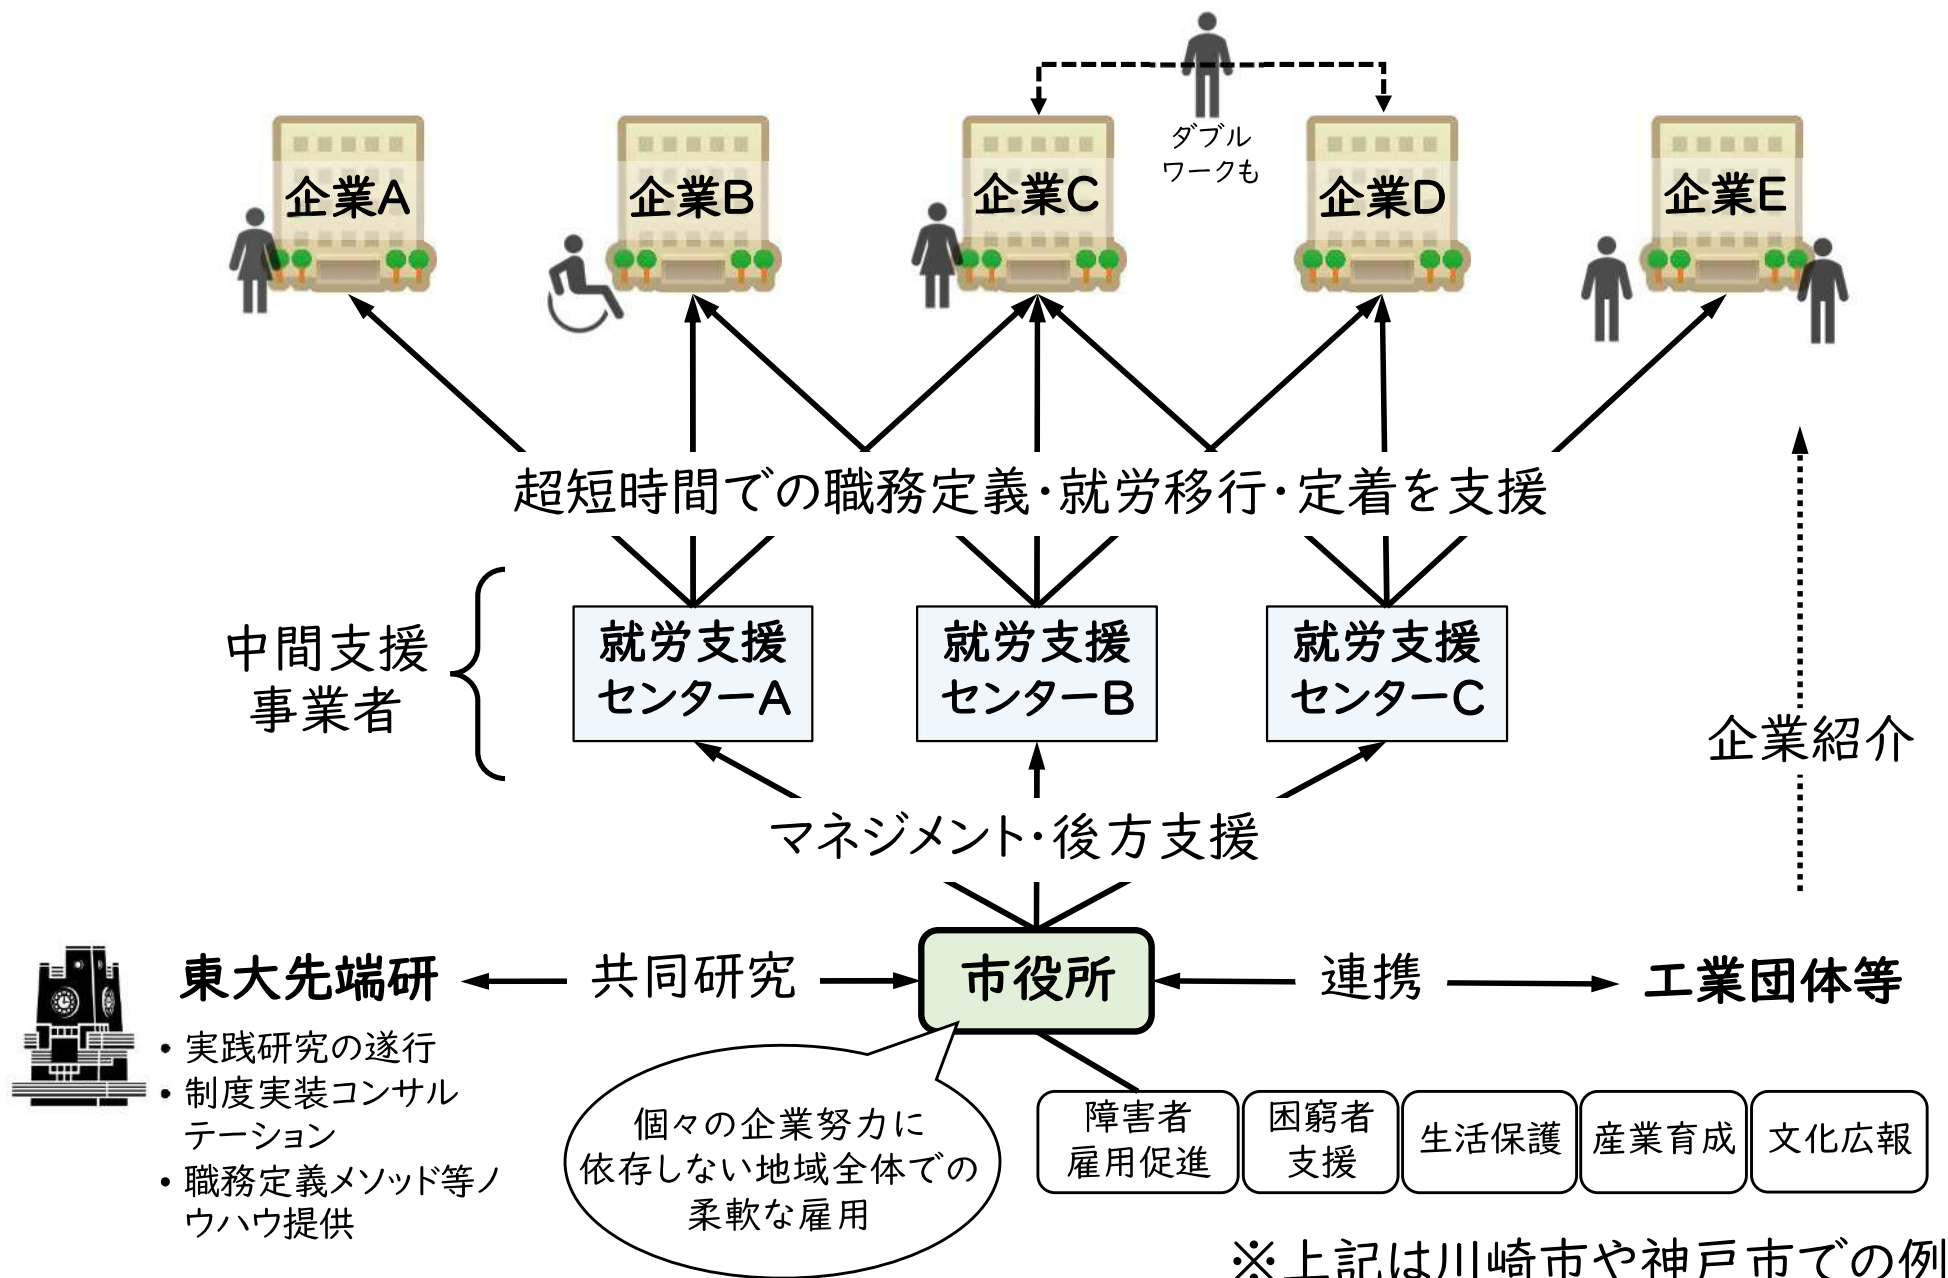 ダブル
ワークも
企業A
企業B
企業C
企業D
企業E
超短時間での職務定義・就労移行・定着を支援
中間支援
事業者
就労支援
センターA
就労支援
センターB
就労支援
センターC
企業紹介
マネジメント・後方支援
東大先端研
共同研究
市役所
連携
工業団体等
• 実践研究の遂行
• 制度実装コンサル
テーション
• 職務定義メソッド等ノ
ウハウ提供
個々の企業努力に
依存しない地域全体での
柔軟な雇用
障害者
雇用促進
困窮者
支援
生活保護
産業育成
文化広報
※上記は川崎市や神戸市での例